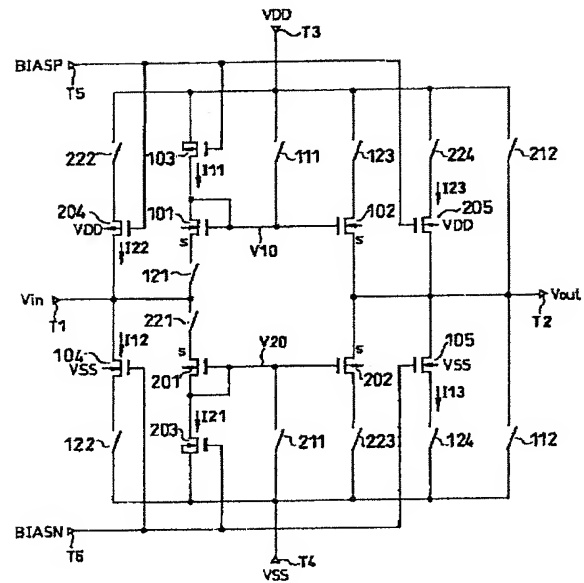 VDD
T3
BIASP
T5
222
103
111
123
224
212
I11
I23
204
101
102
205
VDD
VDD
I22
S
V10
121
Vin
Vout
T1
221
T2
I12
104
S
V20
S
105
VSS
VSS
201
202
I21
I13
203
122
211
223
124
112
BIASN
T6
T4
VSS